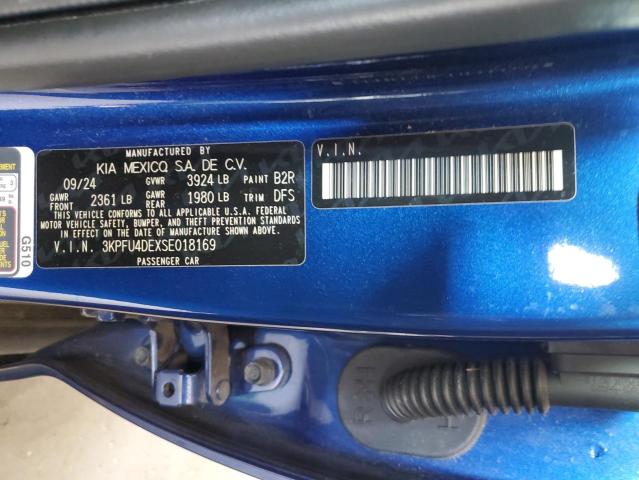 MANUFACTURED BY
KIA MEXICO, S.A. DE C.V.
09/24 GVWR 3924 LB PAINT B2R
GAWR FRONT 2361 LB GAWR REAR 1980 LB TRIM DFS
THIS VEHICLE CONFORMS TO ALL APPLICABLE U.S.A. FEDERAL
MOTOR VEHICLE SAFETY, BUMPER, AND THEFT PREVENTION STANDARDS
IN EFFECT ON THE DATE OF MANUFACTURE SHOWN ABOVE.
V.I.N. 3KPFU4DEXSE018169
PASSENGER CAR
V.I.N.
G510
RH